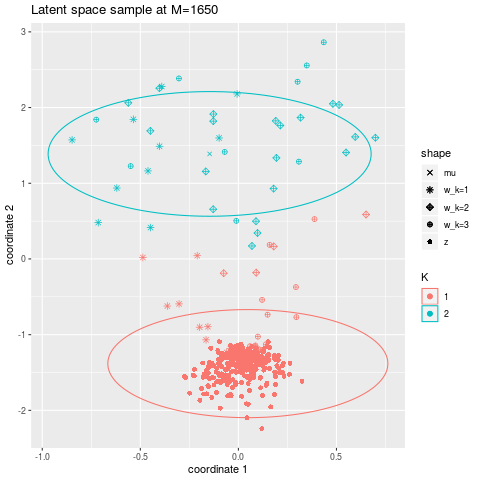 Latent space sample at M=1650
3
2
1
0
-1
-2
-1.0
-0.5
0.0
0.5
coordinate 1
coordinate 2
shape
mu
w_k=1
w_k=2
w_k=3
z
K
1
2